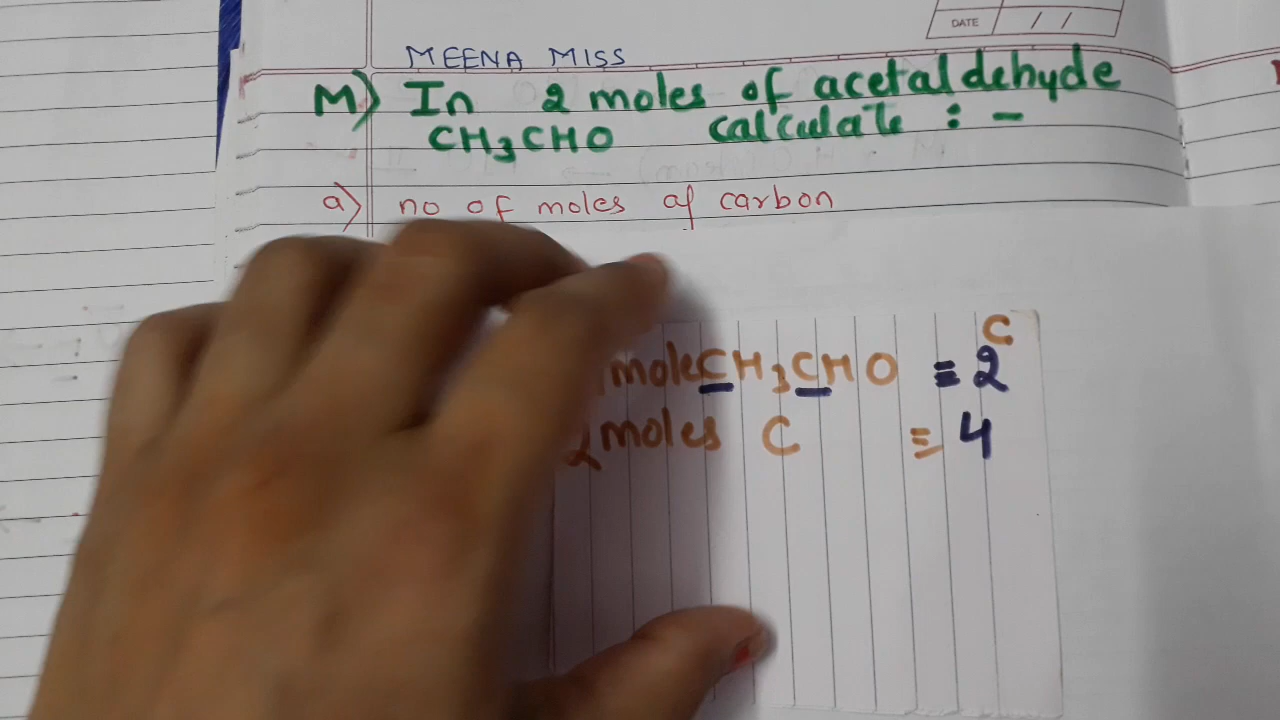 DATE / /
MEENA MISS
M) In 2 moles of acetaldehyde
CH3CHO calculate : -
a) no of moles of carbon
C
mole CH3CHO ≡ 2
2 moles C ≡ 4